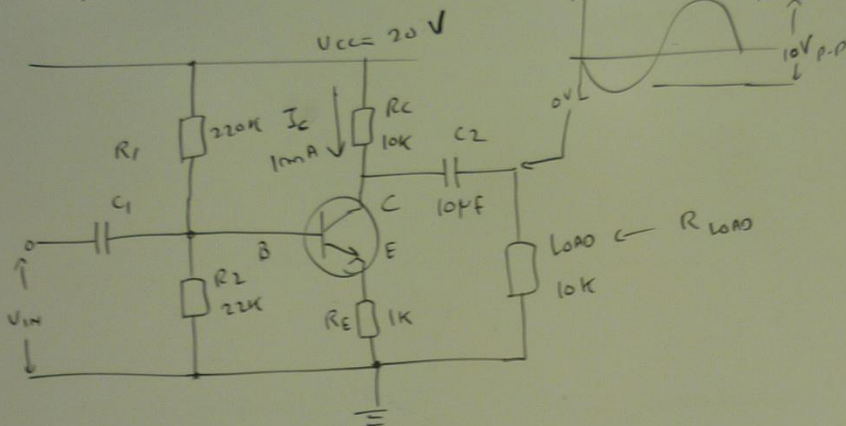 VCC= 20 V
10V P-P
0V
R1
220K
IC
1mA
RC
10K
C2
10µF
C1
C
B
E
LOAD ← RLOAD
10K
VIN
R2
22K
RE
1K